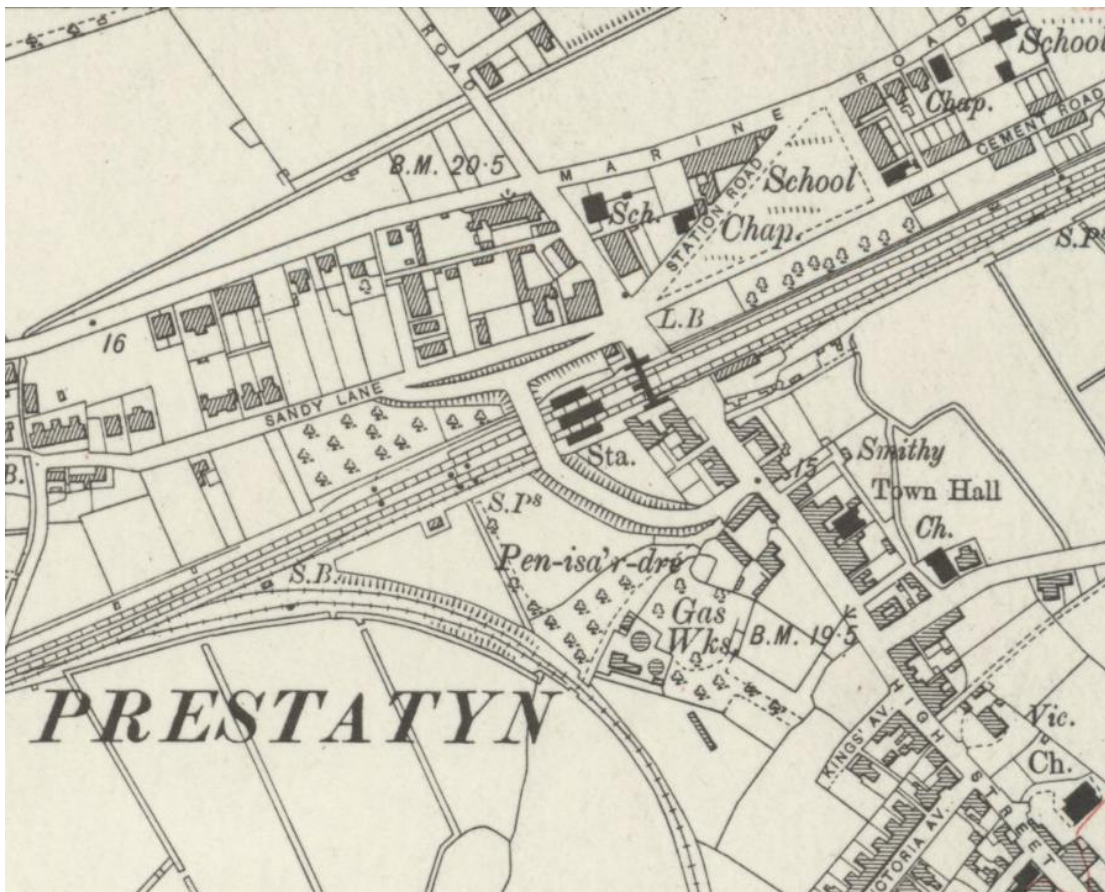 ROAD
School
MARINE ROAD
Chap.
CEMENT ROAD
B.M. 20·5
Sch.
STATION ROAD
School
Chap.
S.Ps
L.B
16
SANDY LANE
Sta.
15
Smithy
Town Hall
Ch.
B.
S.Ps
Pen-isa'r-dre
S.B.
Gas
Wks.
B.M. 19·5
PRESTATYN
KINGS' AV.
HIGH STREET
Vic.
Ch.
VICTORIA AV.